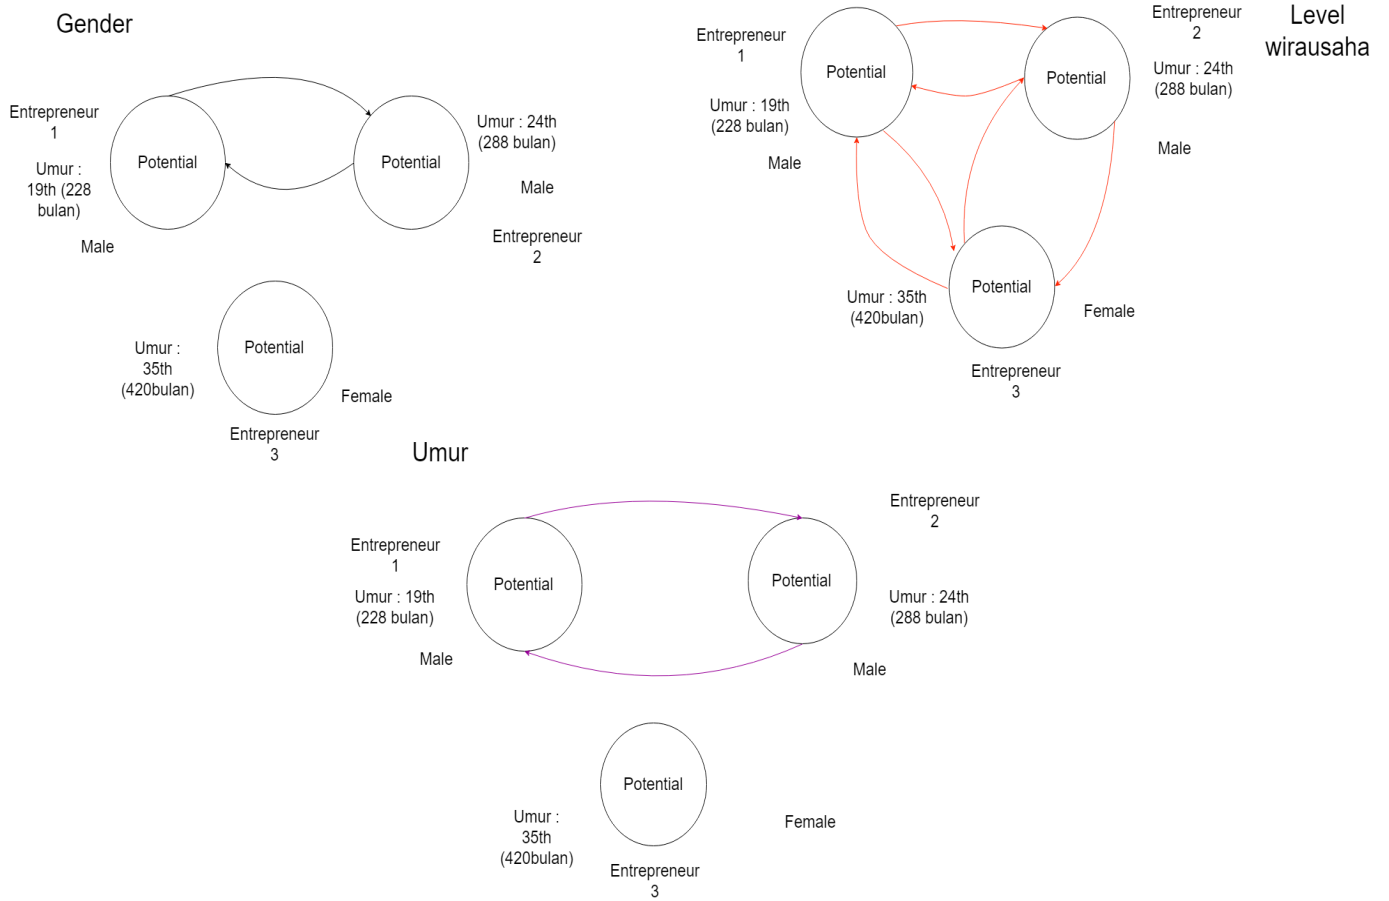 Gender
Entrepreneur
1
Umur :
19th (228
bulan)
Male
Potential
Potential
Umur : 24th
(288 bulan)
Male
Entrepreneur
2
Potential
Umur :
35th
(420bulan)
Female
Entrepreneur
3
Level
wirausaha
Entrepreneur
1
Umur : 19th
(228 bulan)
Male
Potential
Potential
Entrepreneur
2
Umur : 24th
(288 bulan)
Male
Potential
Umur : 35th
(420bulan)
Female
Entrepreneur
3
Umur
Entrepreneur
1
Umur : 19th
(228 bulan)
Male
Potential
Potential
Entrepreneur
2
Umur : 24th
(288 bulan)
Male
Potential
Umur :
35th
(420bulan)
Female
Entrepreneur
3